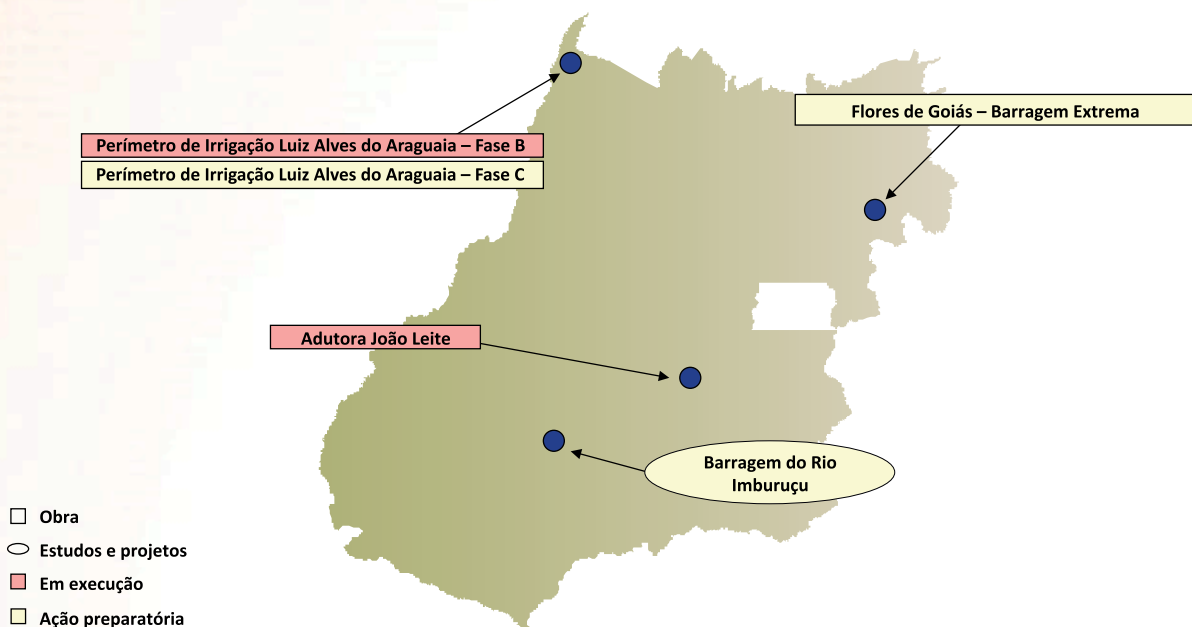 Flores de Goiás – Barragem Extrema
Perímetro de Irrigação Luiz Alves do Araguaia – Fase B
Perímetro de Irrigação Luiz Alves do Araguaia – Fase C
Adutora João Leite
Barragem do Rio
Imburuçu
Obra
Estudos e projetos
Em execução
Ação preparatória